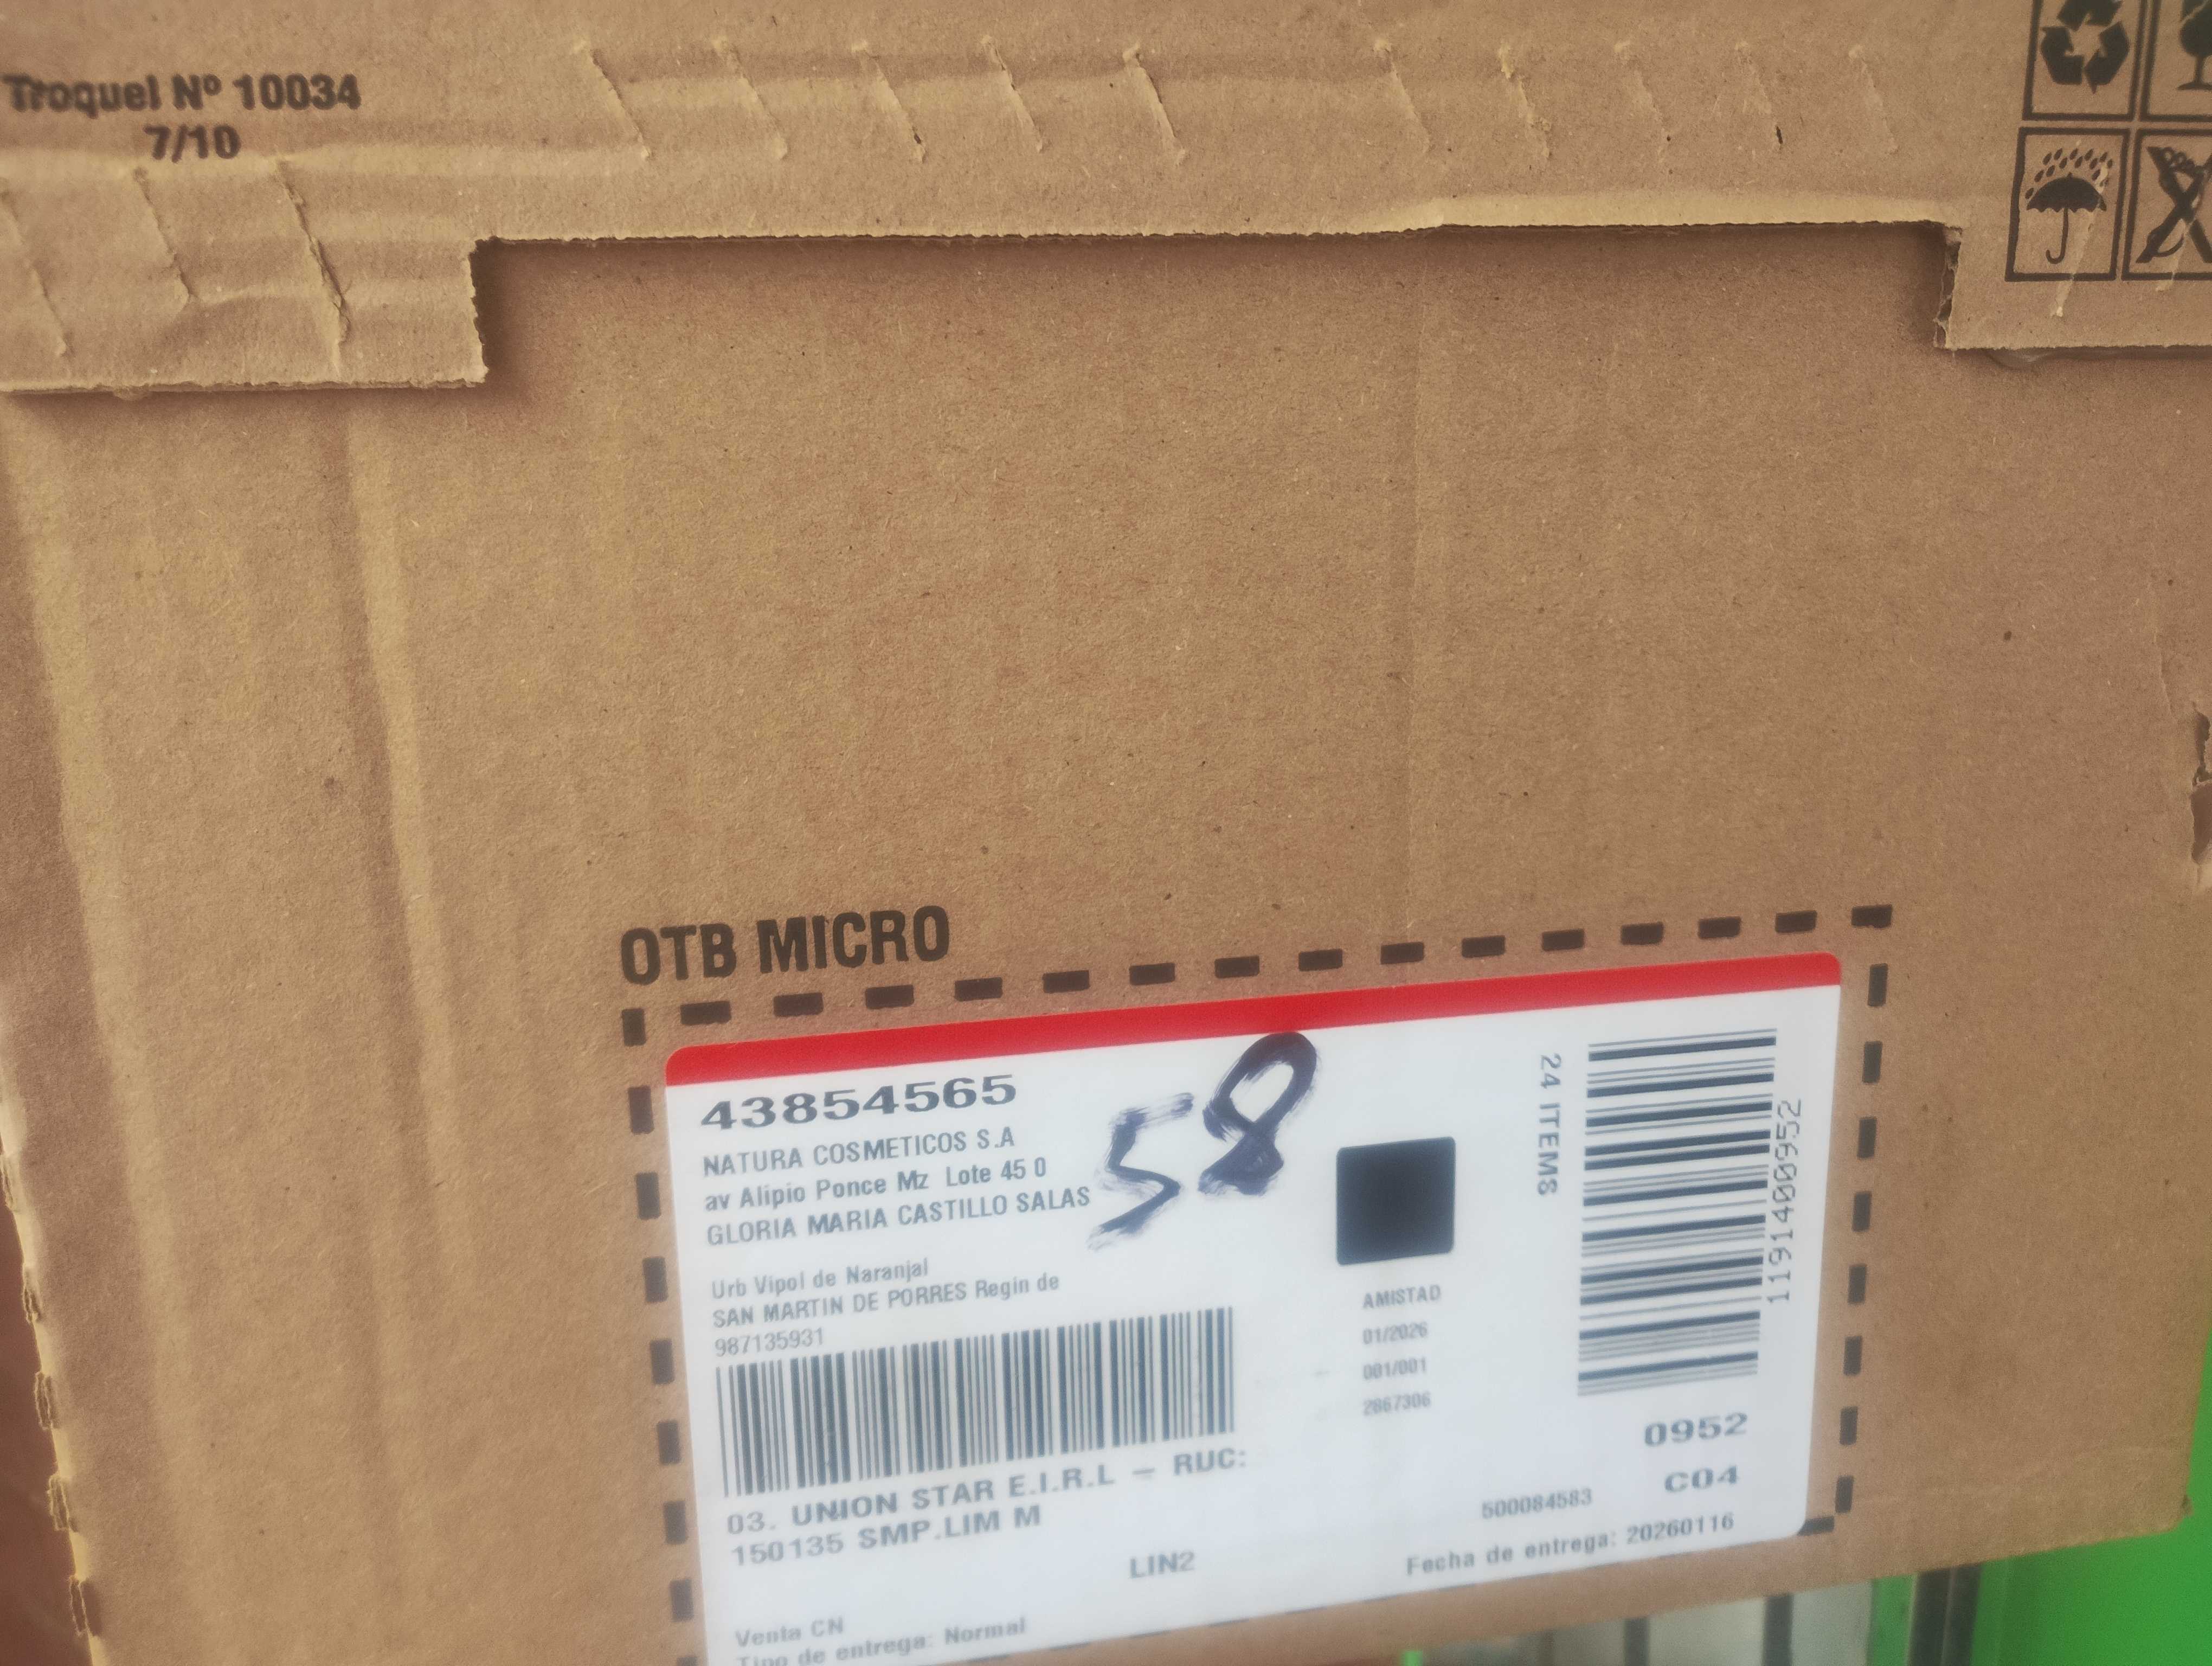 Troquel Nº 10034
7/10
OTB MICRO
43854565
58
NATURA COSMETICOS S.A
av Alipio Ponce Mz Lote 45 0
GLORIA MARIA CASTILLO SALAS
Urb Vipol de Naranjal
SAN MARTIN DE PORRES Regin de
987135931
24 ITEMS
1191400952
AMISTAD
01/2026
001/001
2867306
0952
C04
03. UNION STAR E.I.R.L – RUC:
150135 SMP.LIM M
LIN2
500084583
Fecha de entrega: 20260116
Venta CN
Tipo de entrega: Normal